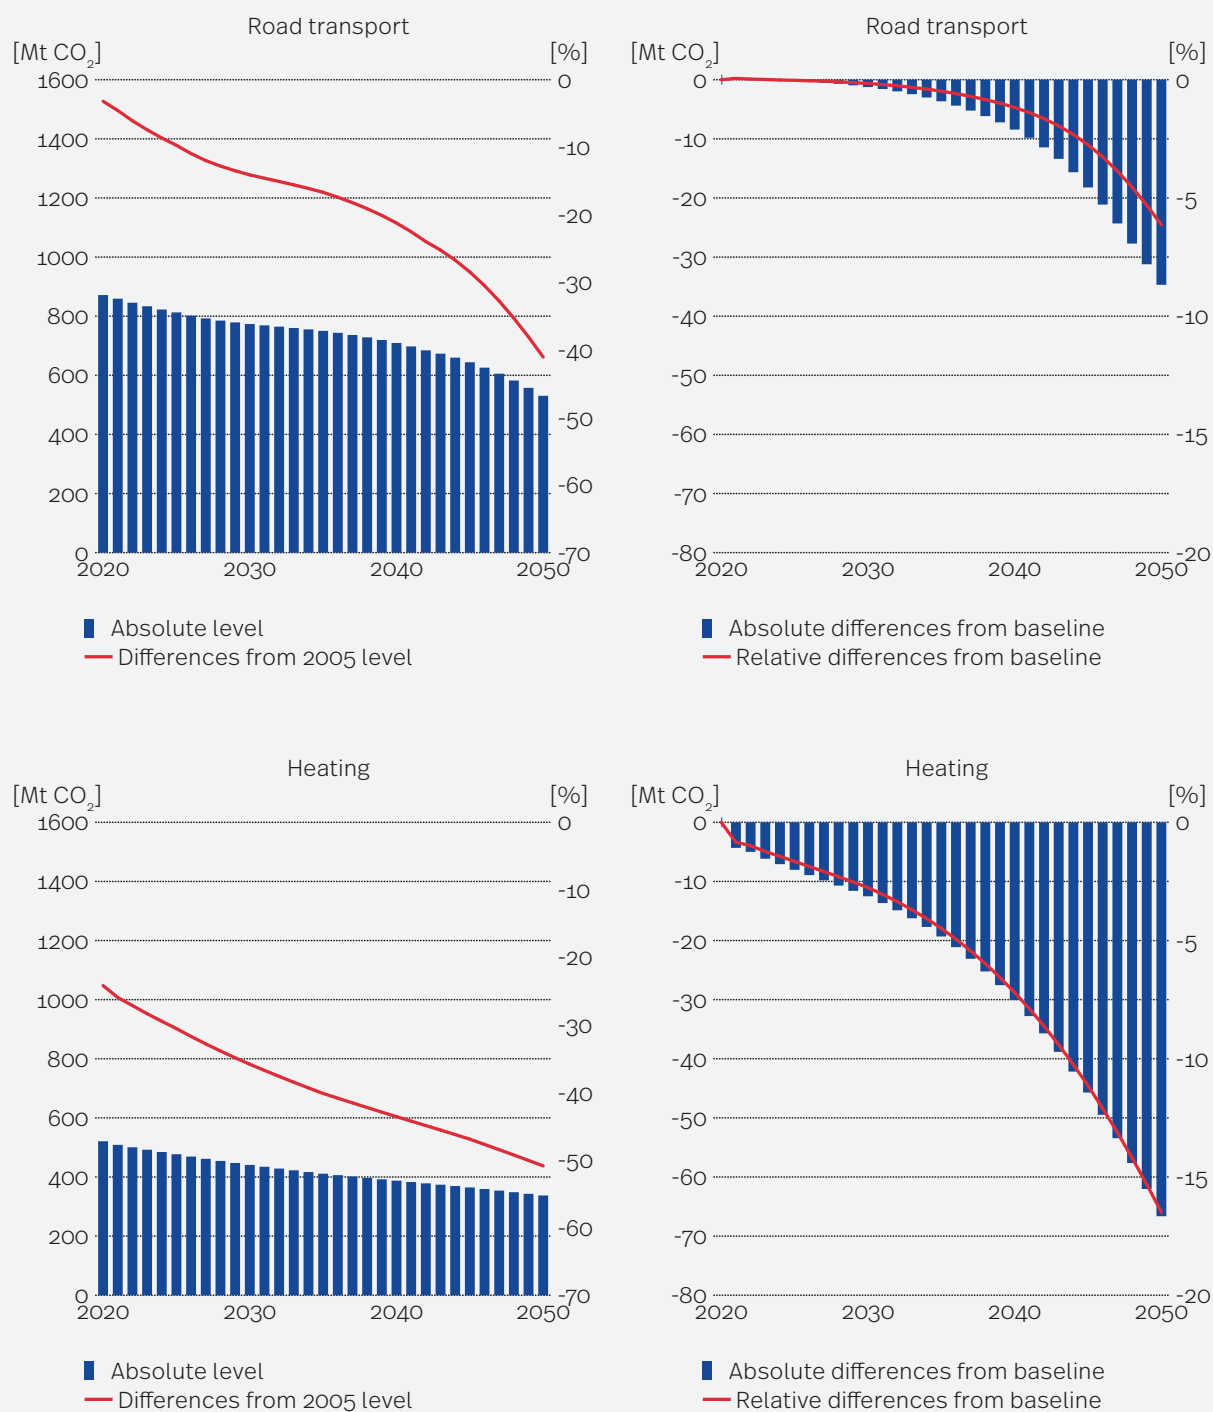 Road transport
[Mt CO₂] [%]
1600 0
1400 -10
1200 -20
1000 -30
800 -40
600 -50
400 -60
200 -70
0
2020 2030 2040 2050
Absolute level
Differences from 2005 level
Road transport
[Mt CO₂] [%]
0 0
-10
-20 -5
-30
-40 -10
-50
-60 -15
-70
-80 -20
2020 2030 2040 2050
Absolute differences from baseline
Relative differences from baseline
Heating
[Mt CO₂] [%]
1600 0
1400 -10
1200 -20
1000 -30
800 -40
600 -50
400 -60
200 -70
0
2020 2030 2040 2050
Absolute level
Differences from 2005 level
Heating
[Mt CO₂] [%]
0 0
-10
-20 -5
-30
-40 -10
-50
-60 -15
-70
-80 -20
2020 2030 2040 2050
Absolute differences from baseline
Relative differences from baseline